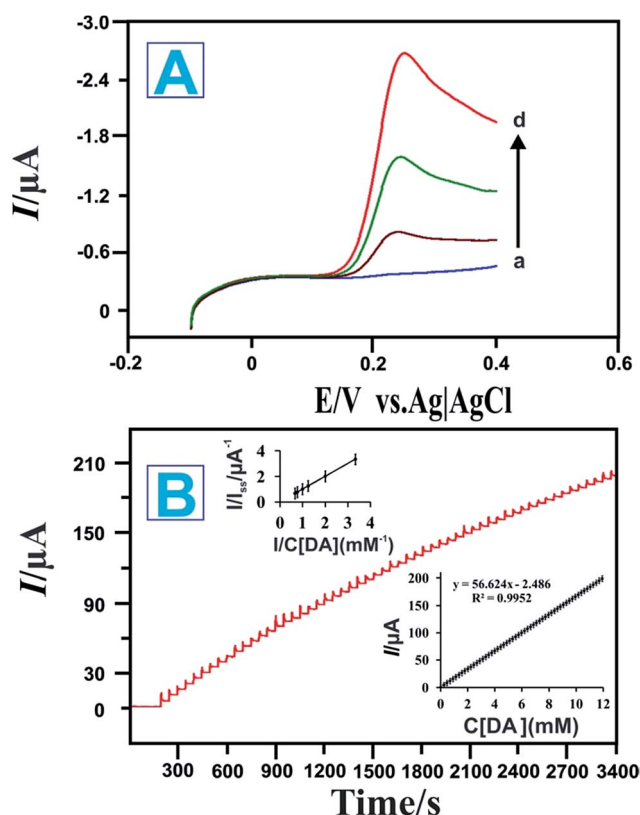 A
-3.0
-2.4
-1.8
-1.2
-0.6
0
I/μA
d
a
-0.2 0 0.2 0.4 0.6
E/V vs.Ag|AgCl
B
210
150
90
30
0
I/μA
4
2
0
I/Iss/μA-1
0 1 2 3 4
I/C[DA](mM-1)
y = 56.624x - 2.486
R² = 0.9952
200
150
100
50
0
I/μA
0 2 4 6 8 10 12
C[DA](mM)
300 600 900 1200 1500 1800 2100 2400 2700 3400
Time/s